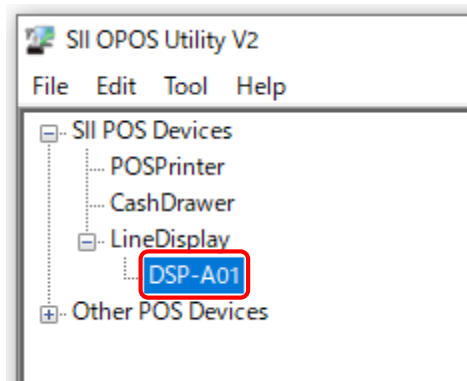 SII OPOS Utility V2
File Edit Tool Help
SII POS Devices
POSPrinter
CashDrawer
LineDisplay
DSP-A01
Other POS Devices